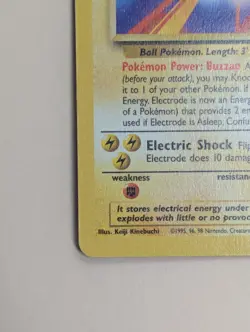 Ball Pokémon. Length: 3'
Pokémon Power: Buzzap
(before your attack), you may Knoc
it to 1 of your other Pokémon. If
Energy. Electrode is now an Energ
of a Pokémon) that provides 2 en
used if Electrode is Asleep, Conf
Electric Shock Flip
Electrode does 10 damag
weakness
resistan
It stores electrical energy under
explodes with little or no provoc
Illus. Keiji Kinebuchi
©1995, 96, 98 Nintendo, Creature